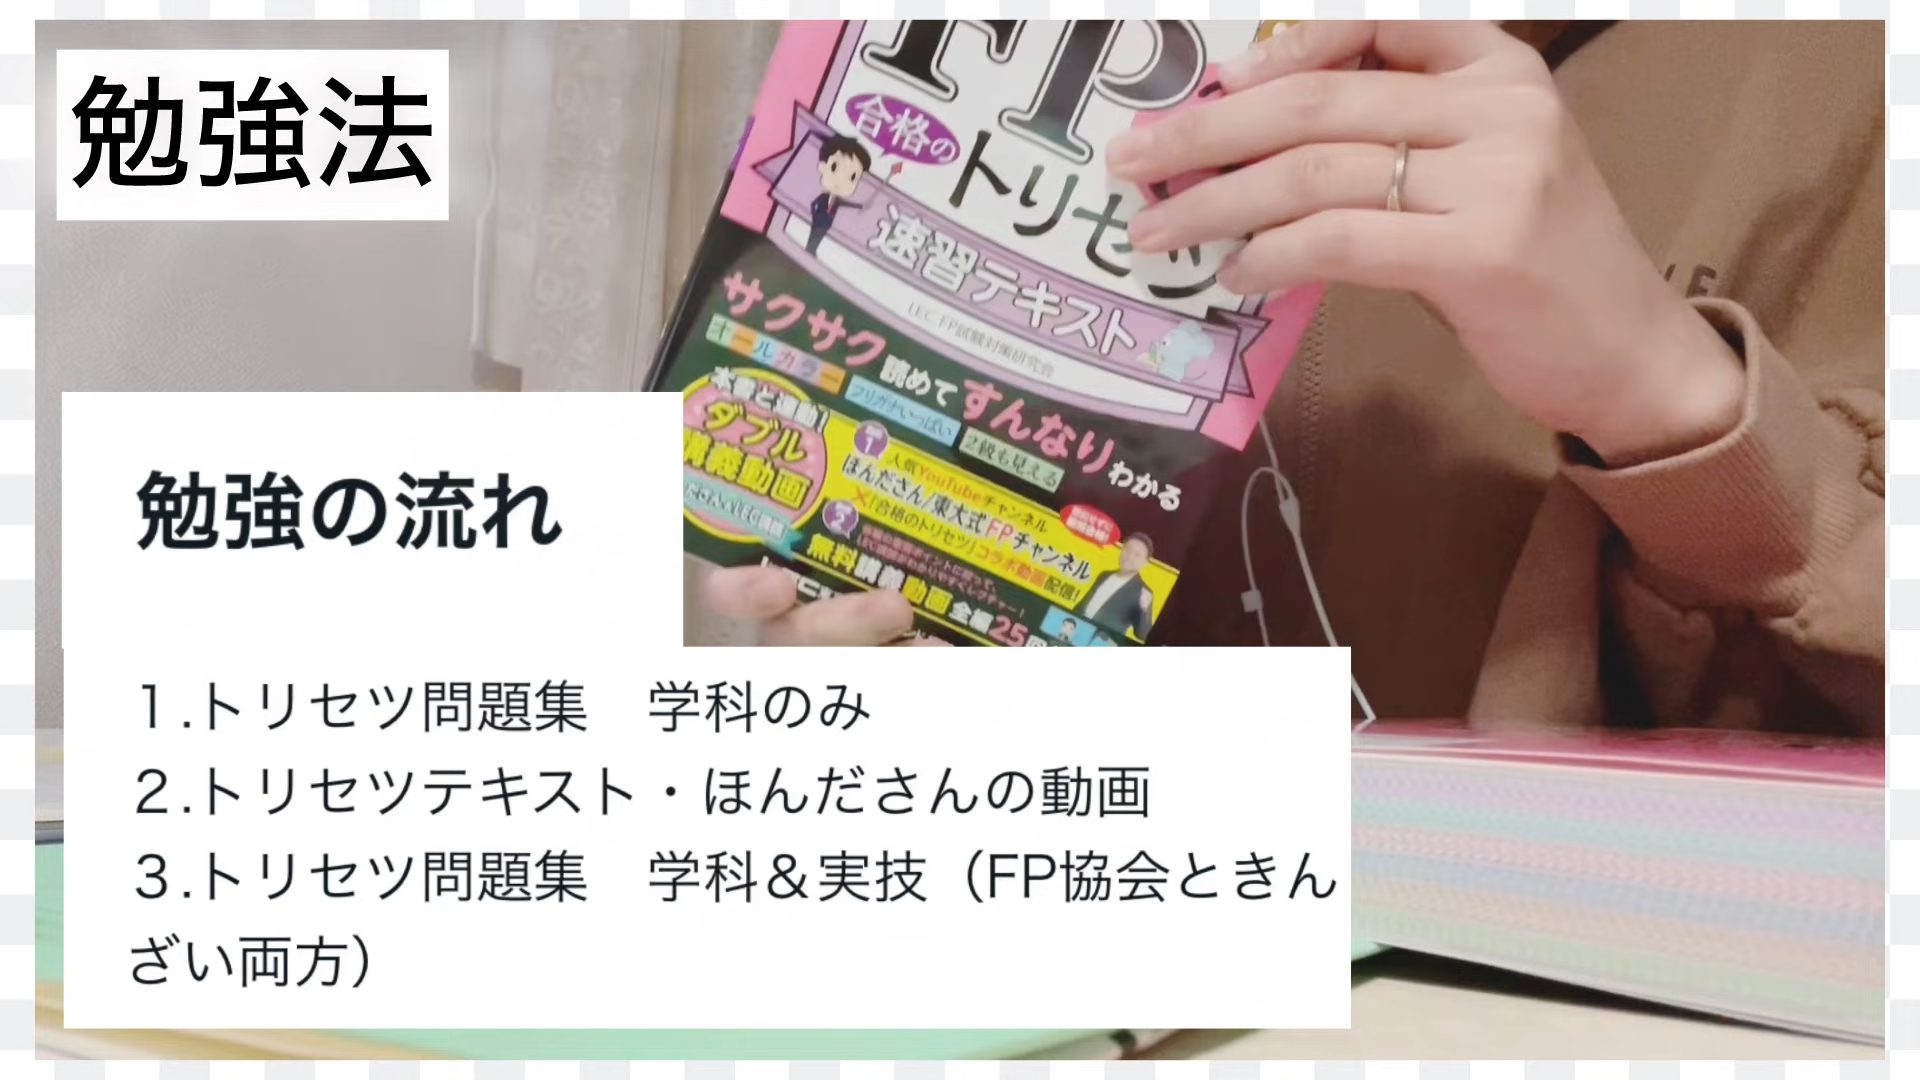 勉強法
FP
合格の
トリセツ
速習テキスト
LEC FP試験対策研究会
サクサク読めてすんなりわかる
オールカラー
フリガナいっぱい
2級も見える
本書と連動!
ダブル
講義動画
1
人気YouTubeチャンネル
ほんださん/東大式FPチャンネル
×「合格のトリセツ」コラボ動画配信!
2
無料講義動画 全編25回
勉強の流れ
１.トリセツ問題集　学科のみ
２.トリセツテキスト・ほんださんの動画
３.トリセツ問題集　学科＆実技（FP協会ときん
ざい両方）